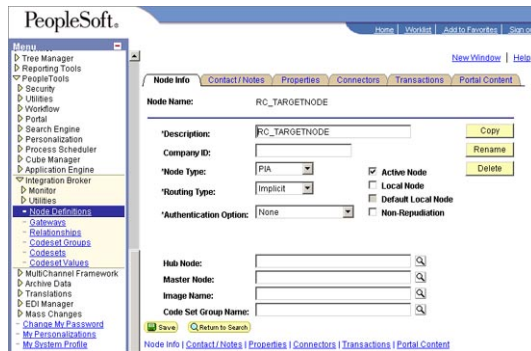 PeopleSoft.
Home | Worklist | Add to Favorites | Sign o
Menu
New Window | Help
Tree Manager
Reporting Tools
PeopleTools
Security
Utilities
Workflow
Portal
Search Engine
Personalization
Process Scheduler
Cube Manager
Application Engine
Integration Broker
Monitor
Utilities
- Node Definitions
- Gateways
- Relationships
- Codeset Groups
- Codesets
- Codeset Values
MultiChannel Framework
Archive Data
Translations
EDI Manager
Mass Changes
- Change My Password
- My Personalizations
- My System Profile
Node Info Contact / Notes Properties Connectors Transactions Portal Content
Node Name: RC_TARGETNODE
*Description: RC_TARGETNODE Copy
Company ID: Rename
*Node Type: PIA Active Node Delete
*Routing Type: Implicit Local Node
Default Local Node
*Authentication Option: None Non-Repudiation
Hub Node:
Master Node:
Image Name:
Code Set Group Name:
Save Return to Search
Node Info | Contact / Notes | Properties | Connectors | Transactions | Portal Content